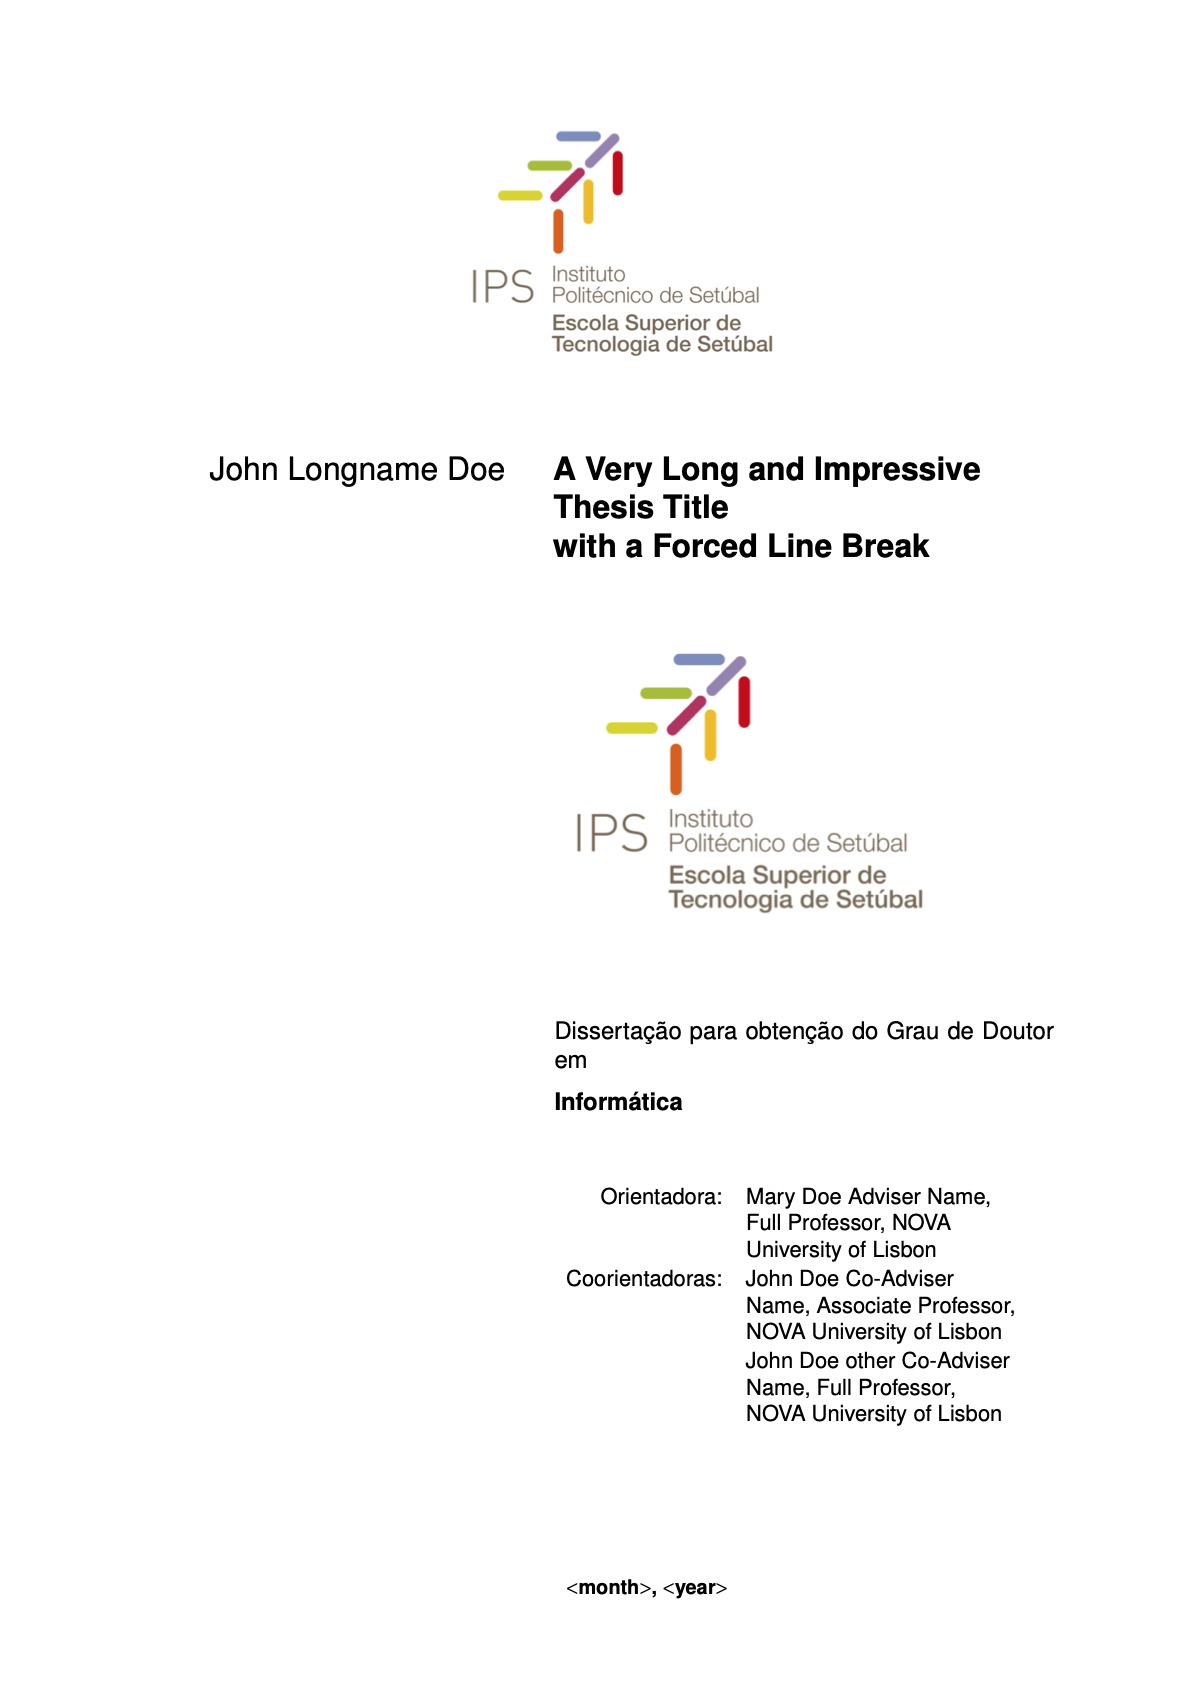 IPS
Instituto
Politécnico de Setúbal
Escola Superior de
Tecnologia de Setúbal
John Longname Doe
A Very Long and Impressive
Thesis Title
with a Forced Line Break
IPS
Instituto
Politécnico de Setúbal
Escola Superior de
Tecnologia de Setúbal
Dissertação para obtenção do Grau de Doutor
em
Informática
Orientadora: Mary Doe Adviser Name,
Full Professor, NOVA
University of Lisbon
Coorientadoras: John Doe Co-Adviser
Name, Associate Professor,
NOVA University of Lisbon
John Doe other Co-Adviser
Name, Full Professor,
NOVA University of Lisbon
<month>, <year>